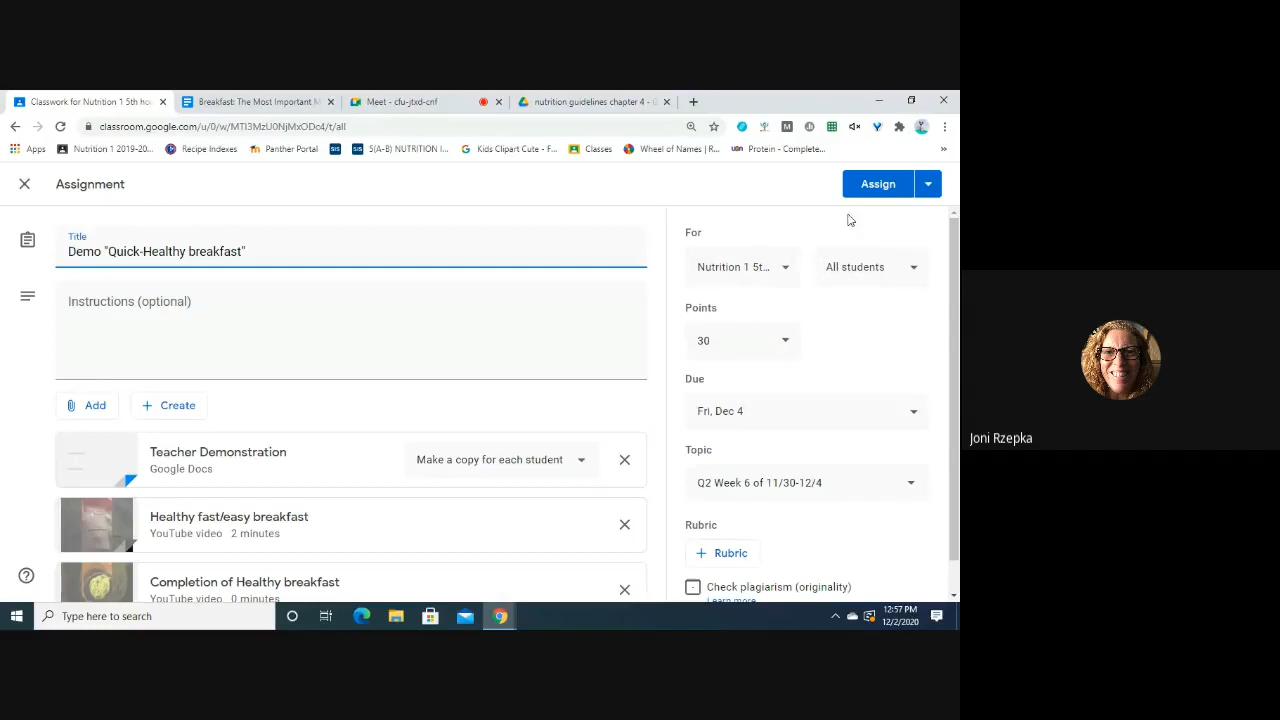 Classwork for Nutrition 1 5th ho
Breakfast: The Most Important M
Meet - cfu-jtxd-cnf
nutrition guidelines chapter 4 - G
classroom.google.com/u/0/w/MTI3MzU0NjMxODc4/t/all
Apps
Nutrition 1 2019-20...
Recipe Indexes
Panther Portal
SIS
SIS
5(A-B) NUTRITION I...
Kids Clipart Cute - F...
Classes
Wheel of Names | R...
Protein - Complete...
»
Assignment
Assign
Title
Demo "Quick-Healthy breakfast"
Instructions (optional)
Add
Create
Teacher Demonstration
Google Docs
Make a copy for each student
Healthy fast/easy breakfast
YouTube video 2 minutes
Completion of Healthy breakfast
YouTube video 0 minutes
For
Nutrition 1 5t...
All students
Points
30
Due
Fri, Dec 4
Topic
Q2 Week 6 of 11/30-12/4
Rubric
Rubric
Check plagiarism (originality)
Learn more
Joni Rzepka
Type here to search
12:57 PM
12/2/2020